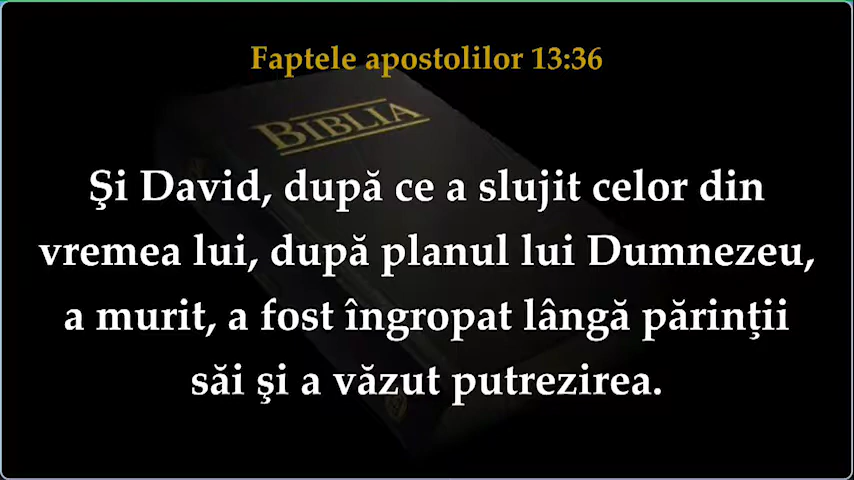 Faptele apostolilor 13:36
BIBLIA
Şi David, după ce a slujit celor din
vremea lui, după planul lui Dumnezeu,
a murit, a fost îngropat lângă părinţii
săi şi a văzut putrezirea.